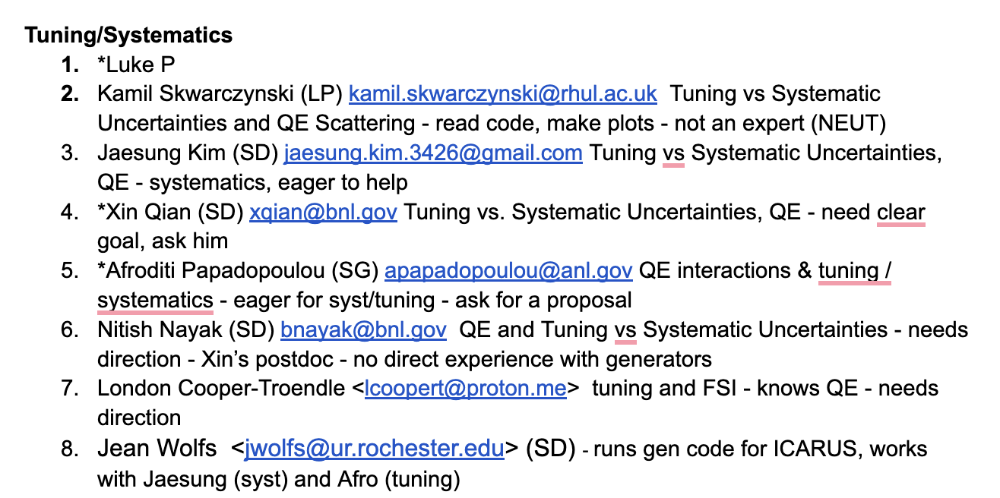 Tuning/Systematics
1. *Luke P
2. Kamil Skwarczynski (LP) kamil.skwarczynski@rhul.ac.uk  Tuning vs Systematic
Uncertainties and QE Scattering - read code, make plots - not an expert (NEUT)
3. Jaesung Kim (SD) jaesung.kim.3426@gmail.com Tuning vs Systematic Uncertainties,
QE - systematics, eager to help
4. *Xin Qian (SD) xqian@bnl.gov Tuning vs. Systematic Uncertainties, QE - need clear
goal, ask him
5. *Afroditi Papadopoulou (SG) apapadopoulou@anl.gov QE interactions & tuning /
systematics - eager for syst/tuning - ask for a proposal
6. Nitish Nayak (SD) bnayak@bnl.gov  QE and Tuning vs Systematic Uncertainties - needs
direction - Xin’s postdoc - no direct experience with generators
7. London Cooper-Troendle <lcoopert@proton.me>  tuning and FSI - knows QE - needs
direction
8. Jean Wolfs  <jwolfs@ur.rochester.edu> (SD) - runs gen code for ICARUS, works
with Jaesung (syst) and Afro (tuning)